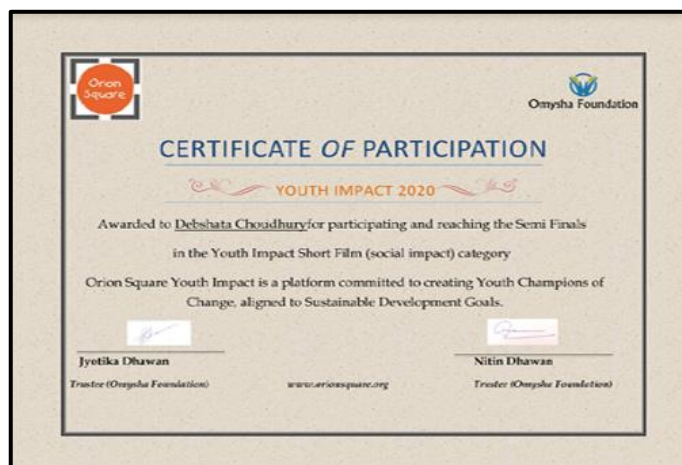 Orion
Square
Omysha Foundation
CERTIFICATE OF PARTICIPATION
YOUTH IMPACT 2020
Awarded to Debshata Choudhuryfor participating and reaching the Semi Finals
in the Youth Impact Short Film (social impact) category
Orion Square Youth Impact is a platform committed to creating Youth Champions of
Change, aligned to Sustainable Development Goals.
Jyotika Dhawan
Nitin Dhawan
Trustee (Omysha Foundation)
www.orionsquare.org
Trustee (Omysha Foundation)